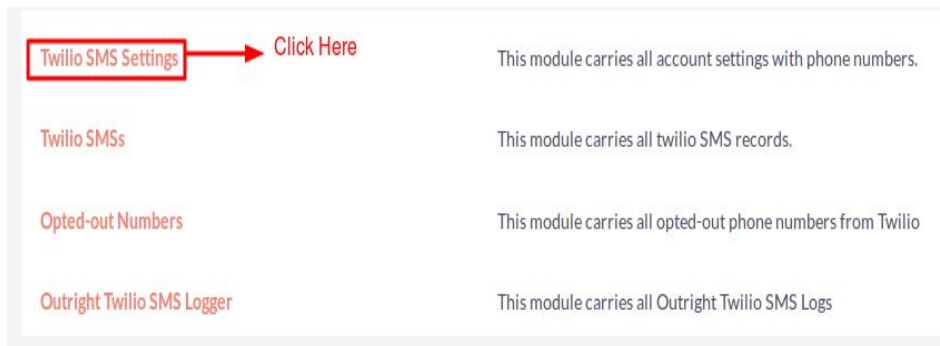 Twilio SMS Settings
Click Here
This module carries all account settings with phone numbers.
Twilio SMSs
This module carries all twilio SMS records.
Opted-out Numbers
This module carries all opted-out phone numbers from Twilio
Outright Twilio SMS Logger
This module carries all Outright Twilio SMS Logs